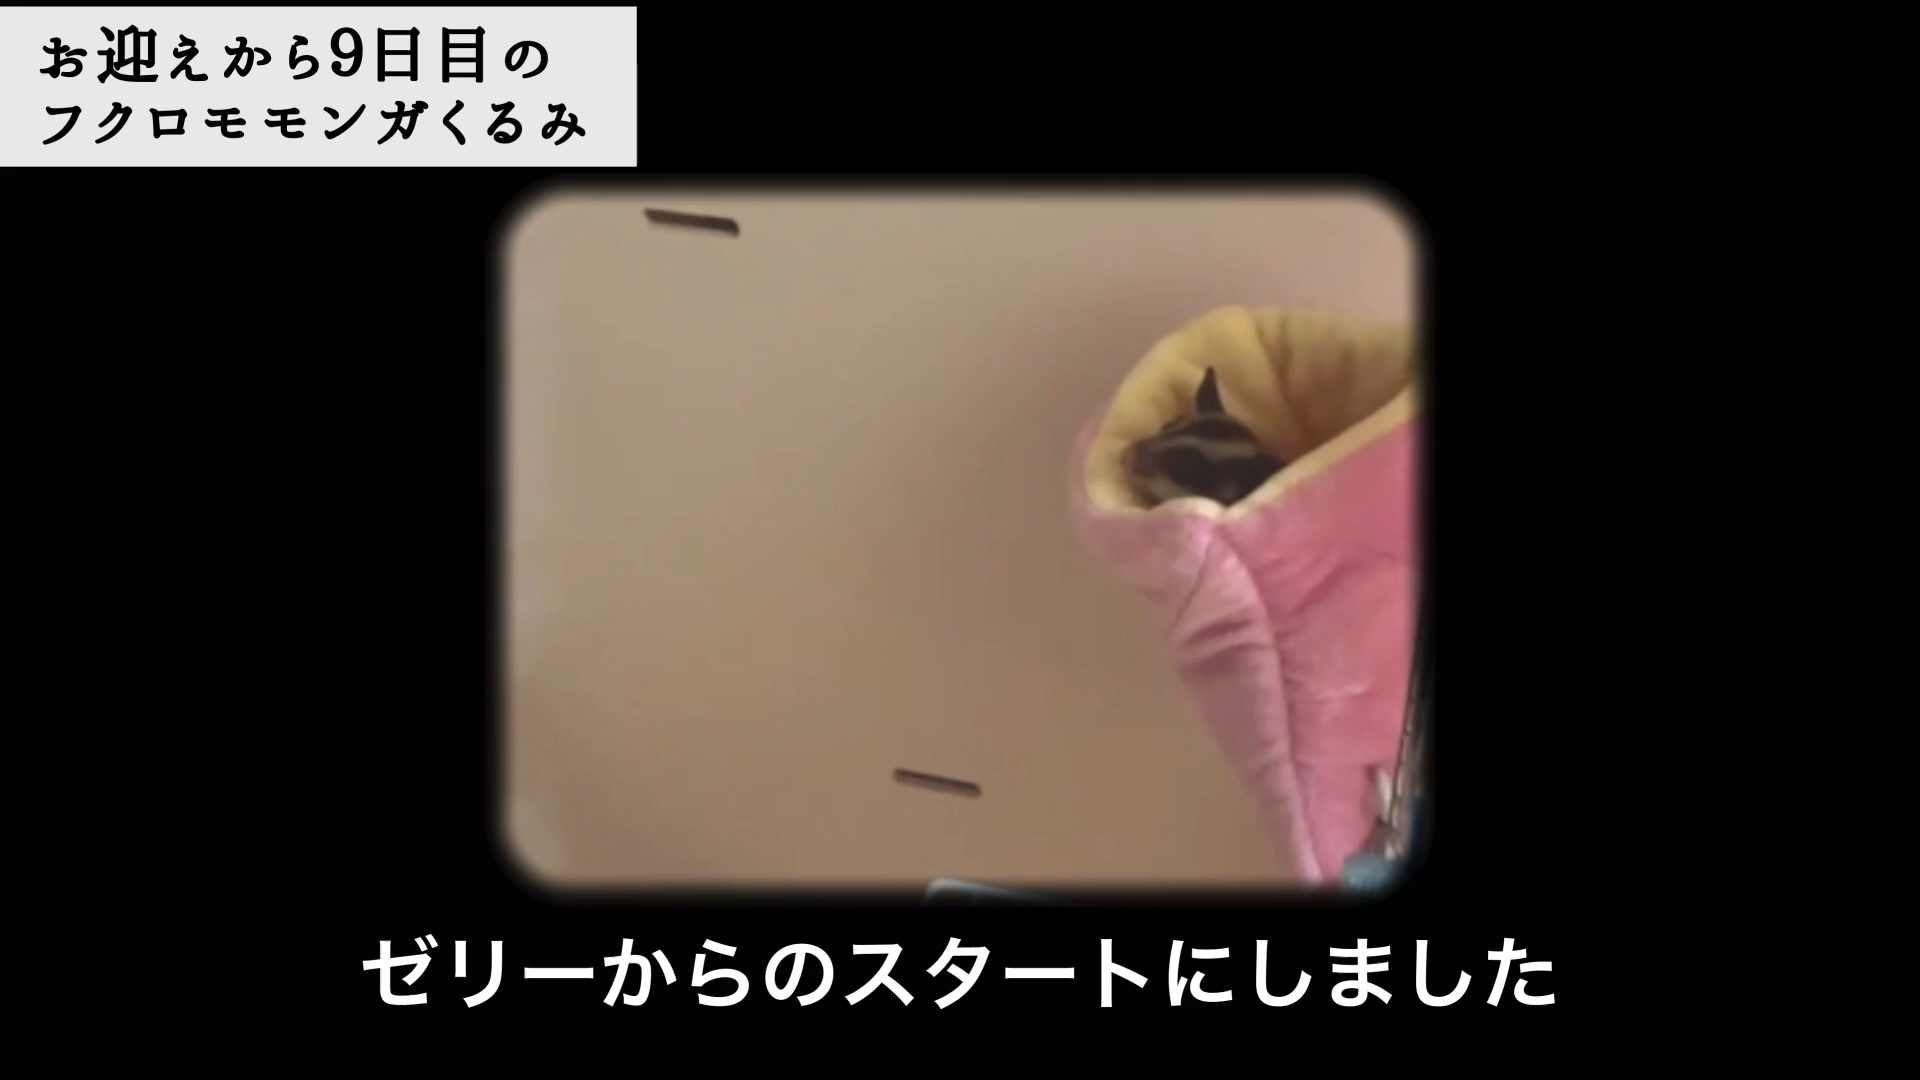 お迎えから9日目の
フクロモモンガくるみ
ゼリーからのスタートにしました